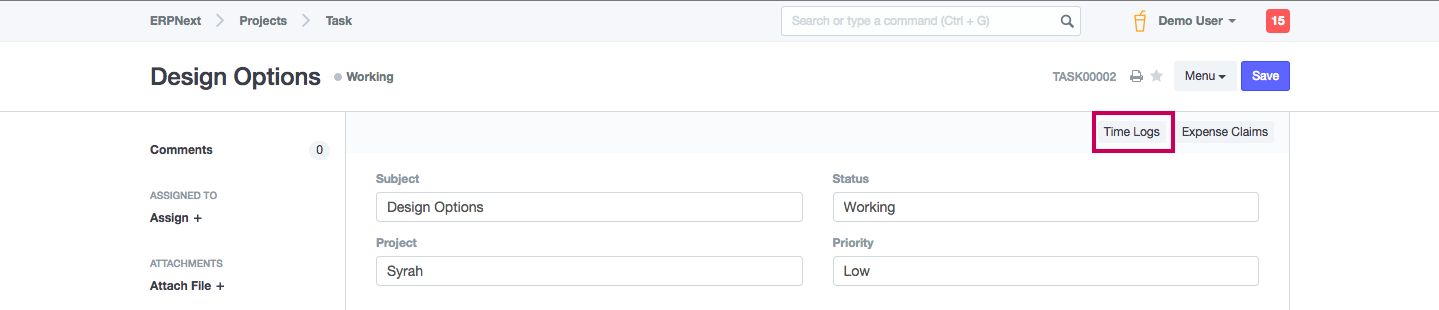 ERPNext Projects Task Search or type a command (Ctrl + G) Demo User 15
Design Options Working TASK00002 Menu Save
Time Logs Expense Claims
Comments 0
ASSIGNED TO
Assign +
ATTACHMENTS
Attach File +
Subject
Design Options
Status
Working
Project
Syrah
Priority
Low